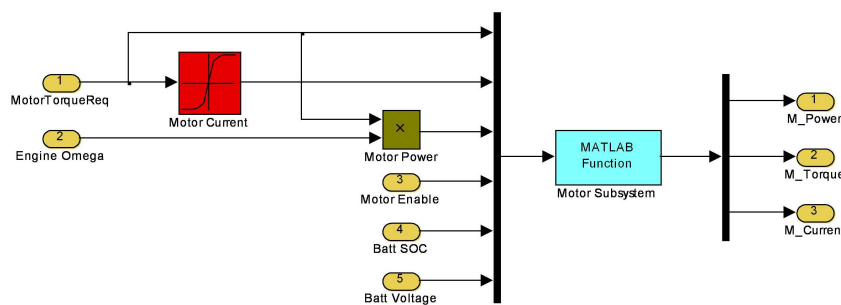 1
MotorTorqueReq
2
Engine Omega
Motor Current
×
Motor Power
3
Motor Enable
4
Batt SOC
5
Batt Voltage
MATLAB
Function
Motor Subsystem
1
M_Power
2
M_Torque
3
M_Curren